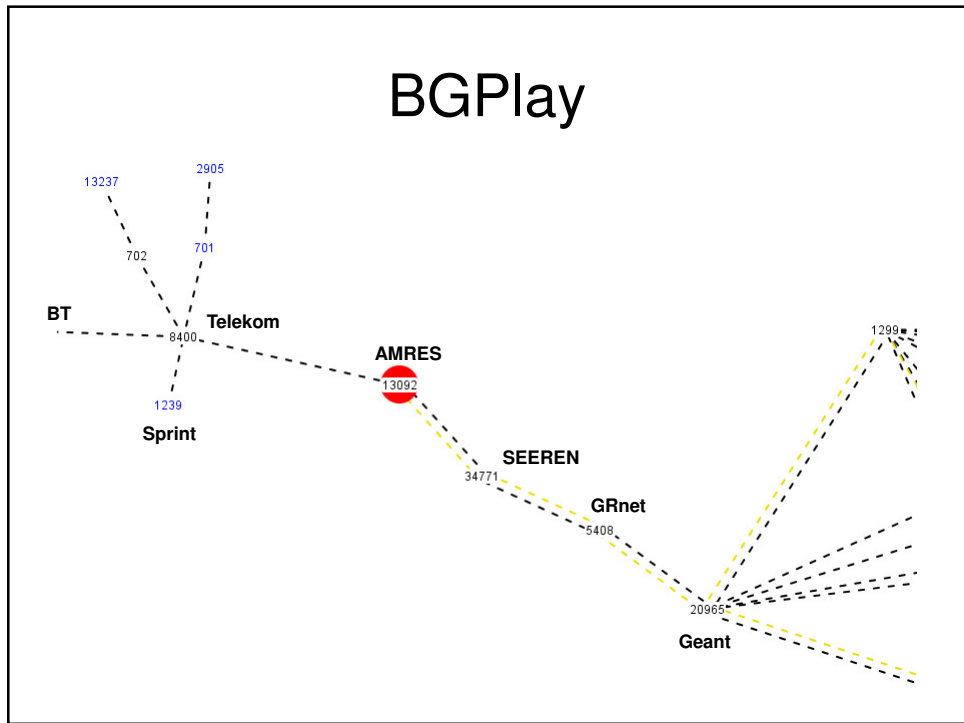 BGPlay
2905
13237
701
702
BT
Telekom
8400
1299
AMRES
13092
1239
Sprint
SEEREN
34771
GRnet
5408
20965
Geant